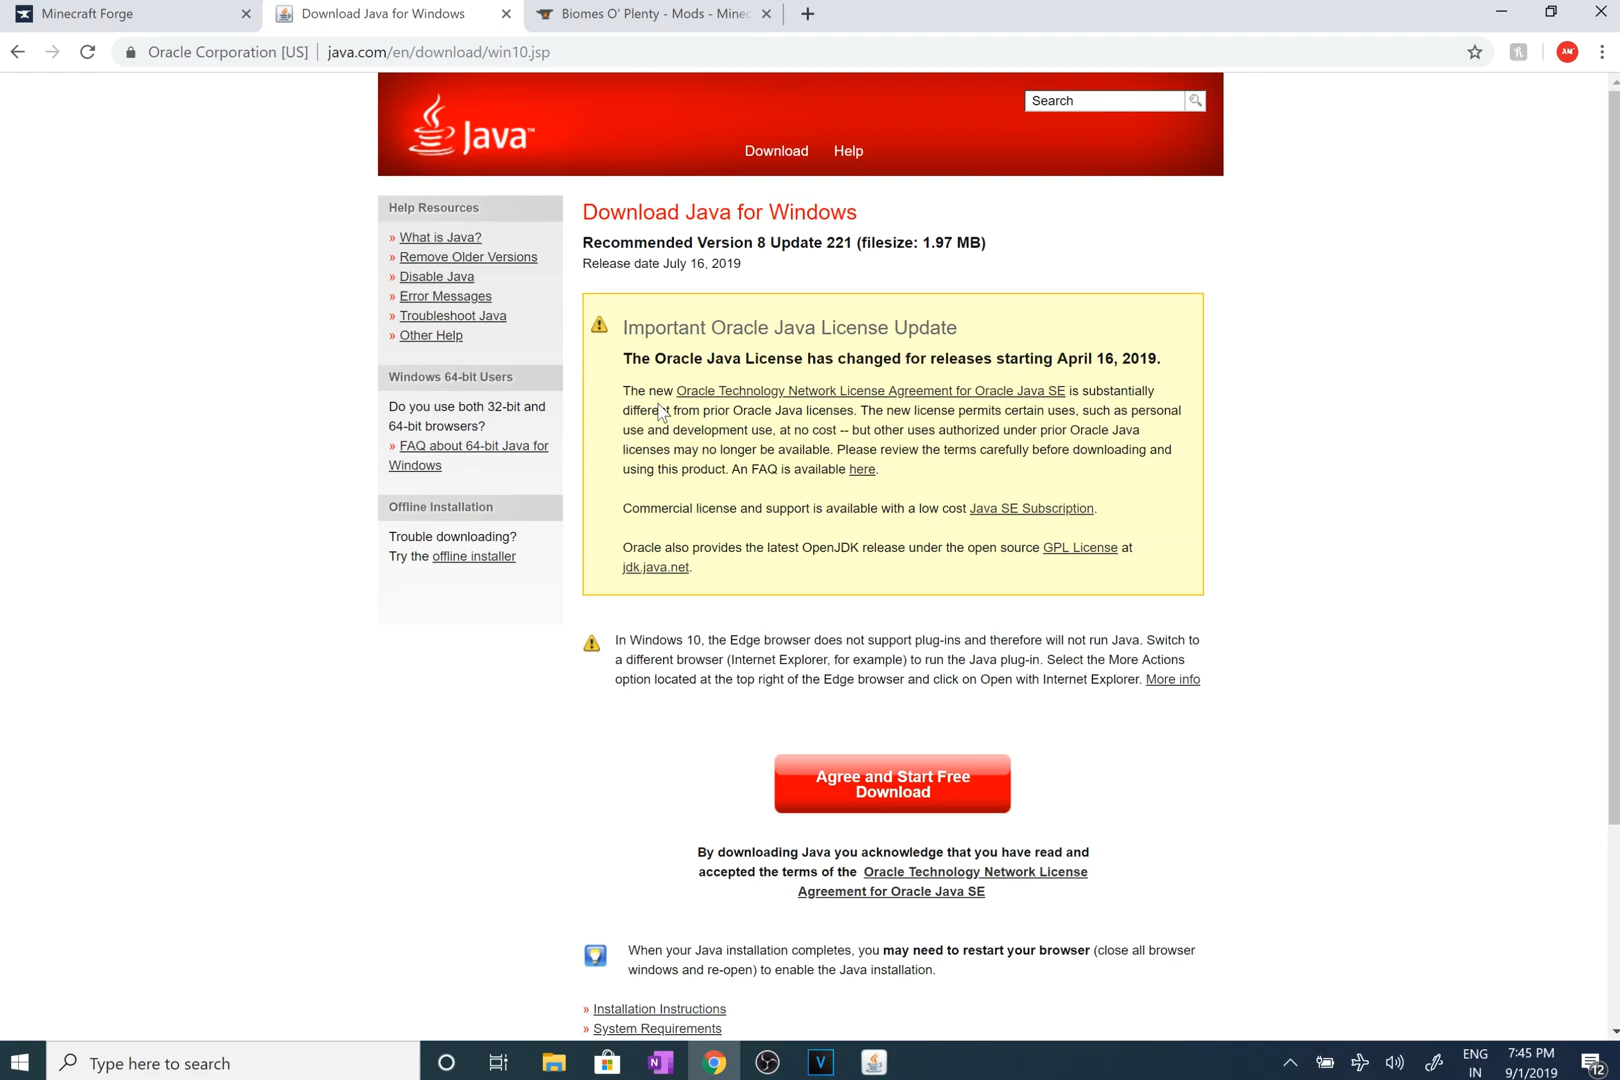 Minecraft Forge
Download Java for Windows
Biomes O' Plenty - Mods - Minec
Oracle Corporation [US] | java.com/en/download/win10.jsp
Java™
Search
Download Help
Help Resources
» What is Java?
» Remove Older Versions
» Disable Java
» Error Messages
» Troubleshoot Java
» Other Help
Windows 64-bit Users
Do you use both 32-bit and
64-bit browsers?
» FAQ about 64-bit Java for
Windows
Offline Installation
Trouble downloading?
Try the offline installer
Download Java for Windows
Recommended Version 8 Update 221 (filesize: 1.97 MB)
Release date July 16, 2019
Important Oracle Java License Update
The Oracle Java License has changed for releases starting April 16, 2019.
The new Oracle Technology Network License Agreement for Oracle Java SE is substantially
different from prior Oracle Java licenses. The new license permits certain uses, such as personal
use and development use, at no cost -- but other uses authorized under prior Oracle Java
licenses may no longer be available. Please review the terms carefully before downloading and
using this product. An FAQ is available here.
Commercial license and support is available with a low cost Java SE Subscription.
Oracle also provides the latest OpenJDK release under the open source GPL License at
jdk.java.net.
In Windows 10, the Edge browser does not support plug-ins and therefore will not run Java. Switch to
a different browser (Internet Explorer, for example) to run the Java plug-in. Select the More Actions
option located at the top right of the Edge browser and click on Open with Internet Explorer. More info
Agree and Start Free
Download
By downloading Java you acknowledge that you have read and
accepted the terms of the Oracle Technology Network License
Agreement for Oracle Java SE
When your Java installation completes, you may need to restart your browser (close all browser
windows and re-open) to enable the Java installation.
» Installation Instructions
» System Requirements
Type here to search
ENG
IN
7:45 PM
9/1/2019
12